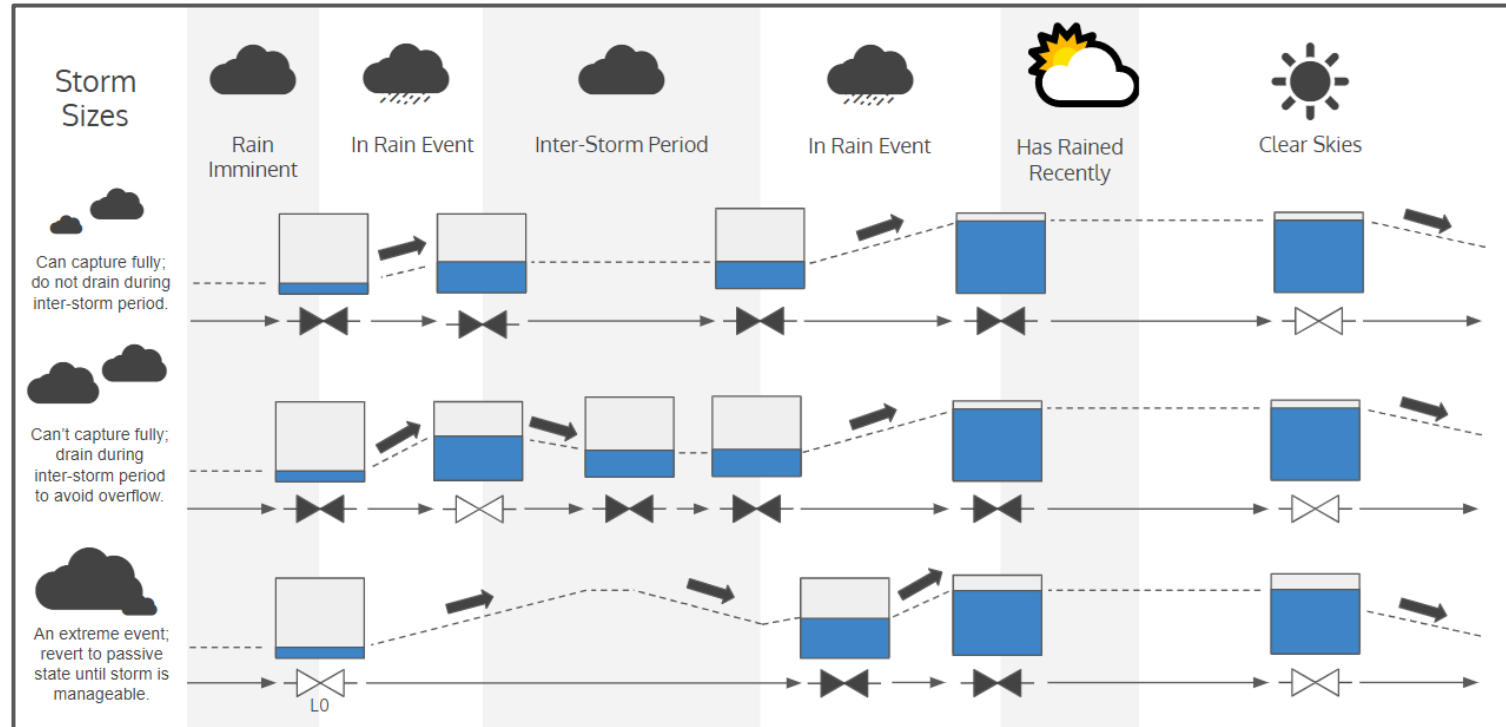 Storm
Sizes
Rain
Imminent
In Rain Event
Inter-Storm Period
In Rain Event
Has Rained
Recently
Clear Skies
Can capture fully;
do not drain during
inter-storm period.
Can't capture fully;
drain during
inter-storm period
to avoid overflow.
An extreme event;
revert to passive
state until storm is
manageable.
L0